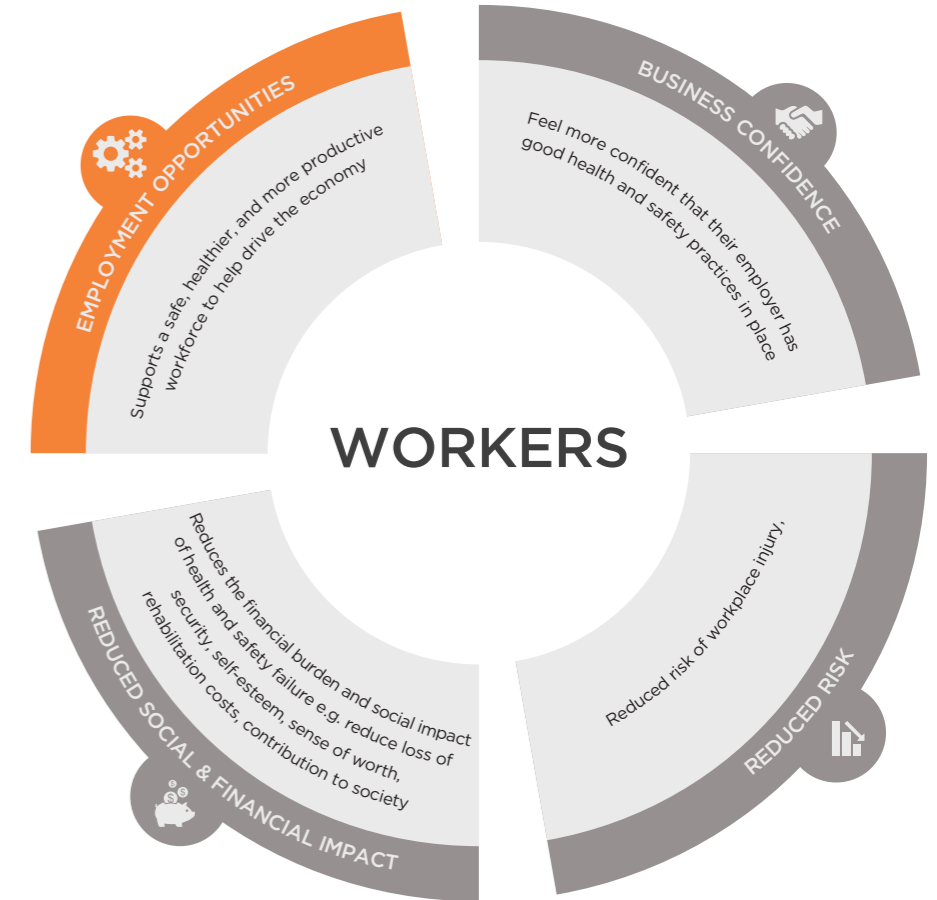 WORKERS
EMPLOYMENT OPPORTUNITIES
Supports a safe, healthier, and more productive
workforce to help drive the economy
BUSINESS CONFIDENCE
Feel more confident that their employer has
good health and safety practices in place
REDUCED RISK
Reduced risk of workplace injury,
REDUCED SOCIAL & FINANCIAL IMPACT
Reduces the financial burden and social impact
of health and safety failure e.g. reduce loss of
security, self-esteem, sense of worth,
rehabilitation costs, contribution to society
$
$
$